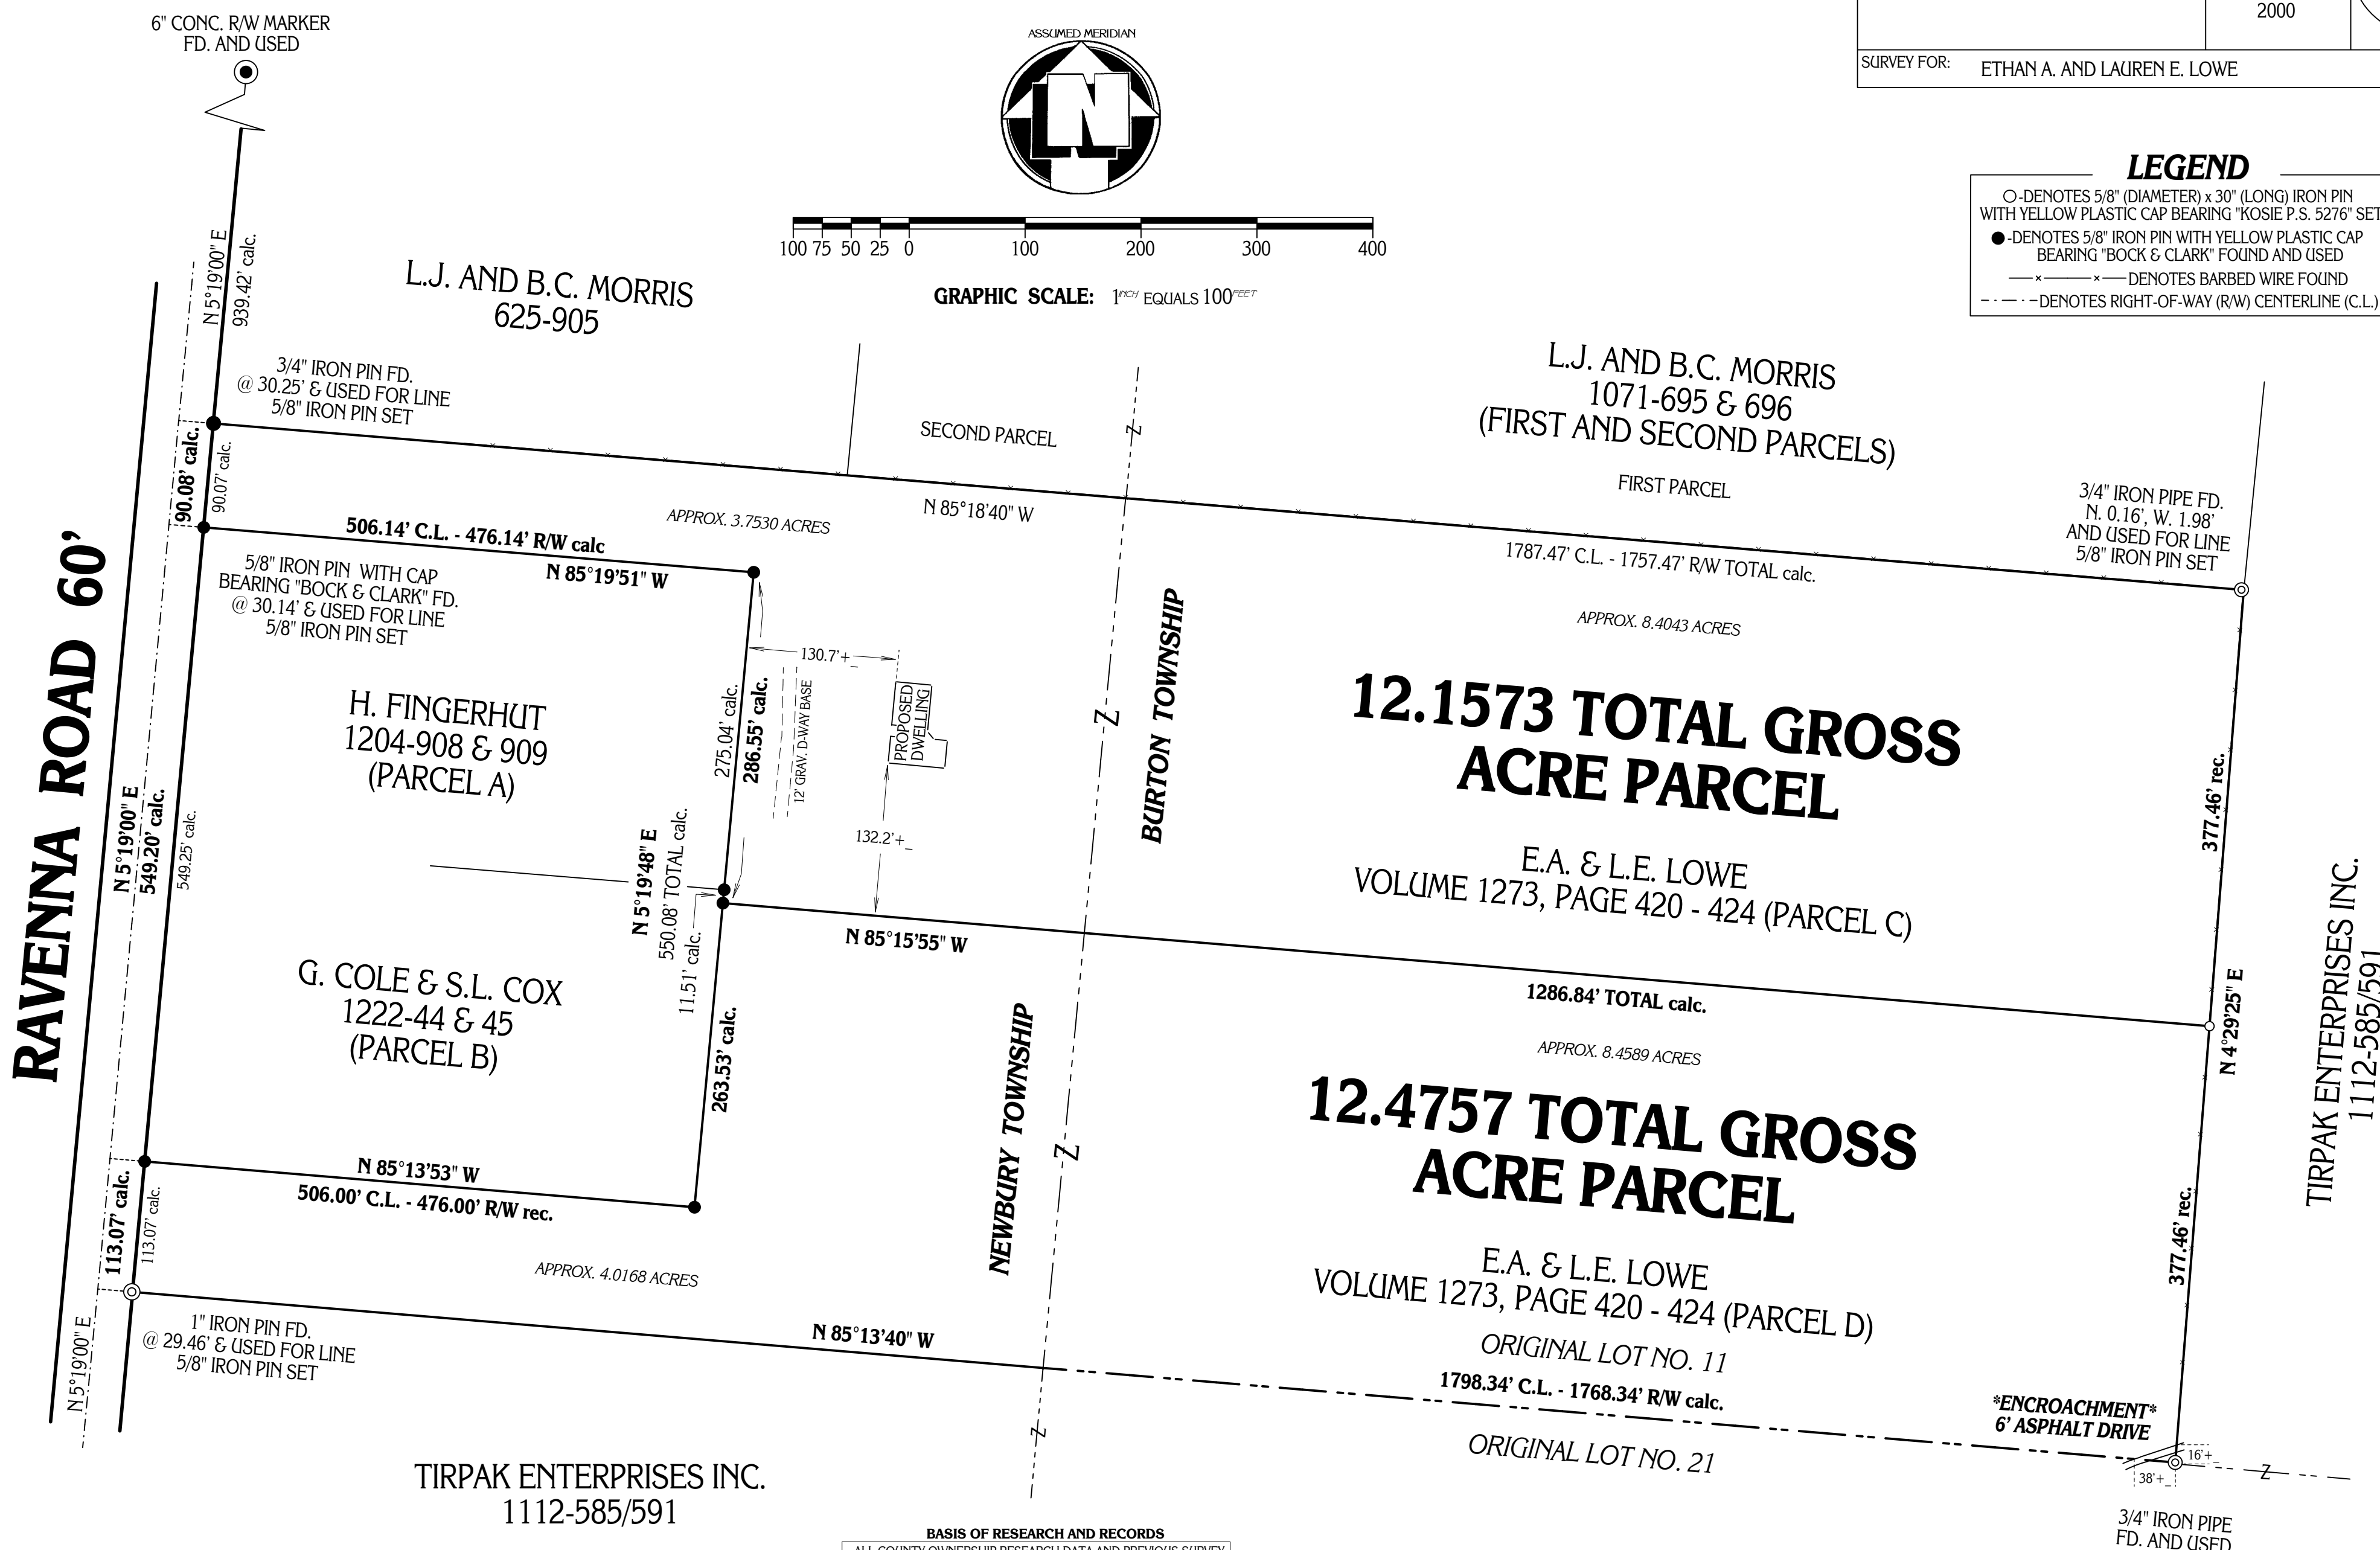 6" CONC. R/W MARKER
FD. AND USED
ASSUMED MERIDIAN
N
2000
SURVEY FOR: ETHAN A. AND LAUREN E. LOWE
LEGEND
-DENOTES 5/8" (DIAMETER) x 30" (LONG) IRON PIN
WITH YELLOW PLASTIC CAP BEARING "KOSIE P.S. 5276" SET
-DENOTES 5/8" IRON PIN WITH YELLOW PLASTIC CAP
BEARING "BOCK & CLARK" FOUND AND USED
DENOTES BARBED WIRE FOUND
DENOTES RIGHT-OF-WAY (R/W) CENTERLINE (C.L.)
100 75 50 25 0 100 200 300 400
GRAPHIC SCALE: 1 INCH EQUALS 100 FEET
N 5°19'00" E
939.42' calc.
L.J. AND B.C. MORRIS
625-905
3/4" IRON PIN FD.
@ 30.25' & USED FOR LINE
5/8" IRON PIN SET
SECOND PARCEL
Z
L.J. AND B.C. MORRIS
1071-695 & 696
(FIRST AND SECOND PARCELS)
FIRST PARCEL
3/4" IRON PIPE FD.
N. 0.16', W. 1.98'
AND USED FOR LINE
5/8" IRON PIN SET
90.08' calc.
90.07' calc.
506.14' C.L. - 476.14' R/W calc
N 85°19'51" W
APPROX. 3.7530 ACRES
N 85°18'40" W
1787.47' C.L. - 1757.47' R/W TOTAL calc.
APPROX. 8.4043 ACRES
5/8" IRON PIN WITH CAP
BEARING "BOCK & CLARK" FD.
@ 30.14' & USED FOR LINE
5/8" IRON PIN SET
RAVENNA ROAD 60'
H. FINGERHUT
1204-908 & 909
(PARCEL A)
N 5°19'00" E
549.20' calc.
549.25' calc.
275.04' calc.
286.55' calc.
130.7'+_
12' GRAV. D-WAY BASE
PROPOSED
DWELLING
132.2'+_
Z
BURTON TOWNSHIP
12.1573 TOTAL GROSS
ACRE PARCEL
E.A. & L.E. LOWE
VOLUME 1273, PAGE 420 - 424 (PARCEL C)
377.46' rec.
N 5°19'48" E
550.08' TOTAL calc.
11.51' calc.
263.53' calc.
N 85°15'55" W
1286.84' TOTAL calc.
N 4°29'25" E
TIRPAK ENTERPRISES INC.
1112-585/591
G. COLE & S.L. COX
1222-44 & 45
(PARCEL B)
NEWBURY TOWNSHIP
Z
APPROX. 8.4589 ACRES
12.4757 TOTAL GROSS
ACRE PARCEL
E.A. & L.E. LOWE
VOLUME 1273, PAGE 420 - 424 (PARCEL D)
377.46' rec.
N 85°13'53" W
506.00' C.L. - 476.00' R/W rec.
113.07' calc.
113.07' calc.
APPROX. 4.0168 ACRES
N 5°19'00" E
1" IRON PIN FD.
@ 29.46' & USED FOR LINE
5/8" IRON PIN SET
N 85°13'40" W
ORIGINAL LOT NO. 11
1798.34' C.L. - 1768.34' R/W calc.
ORIGINAL LOT NO. 21
*ENCROACHMENT*
6' ASPHALT DRIVE
16'+_
38'+_
Z
Z
TIRPAK ENTERPRISES INC.
1112-585/591
3/4" IRON PIPE
FD. AND USED
BASIS OF RESEARCH AND RECORDS
ALL COUNTY OWNERSHIP RESEARCH DATA AND PREVIOUS SURVEY